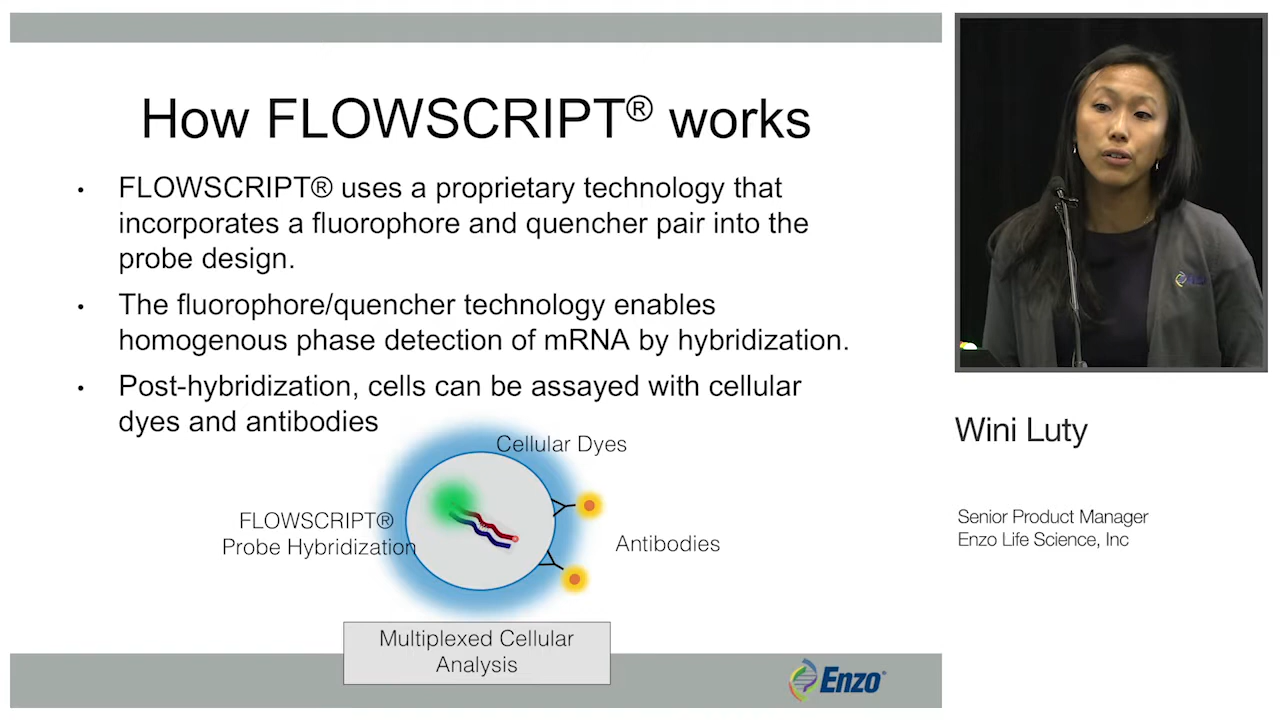 How FLOWSCRIPT® works
• FLOWSCRIPT® uses a proprietary technology that
incorporates a fluorophore and quencher pair into the
probe design.
• The fluorophore/quencher technology enables
homogenous phase detection of mRNA by hybridization.
• Post-hybridization, cells can be assayed with cellular
dyes and antibodies
Cellular Dyes
FLOWSCRIPT®
Probe Hybridization
Antibodies
Multiplexed Cellular
Analysis
Enzo®
Enzo
Wini Luty
Senior Product Manager
Enzo Life Science, Inc